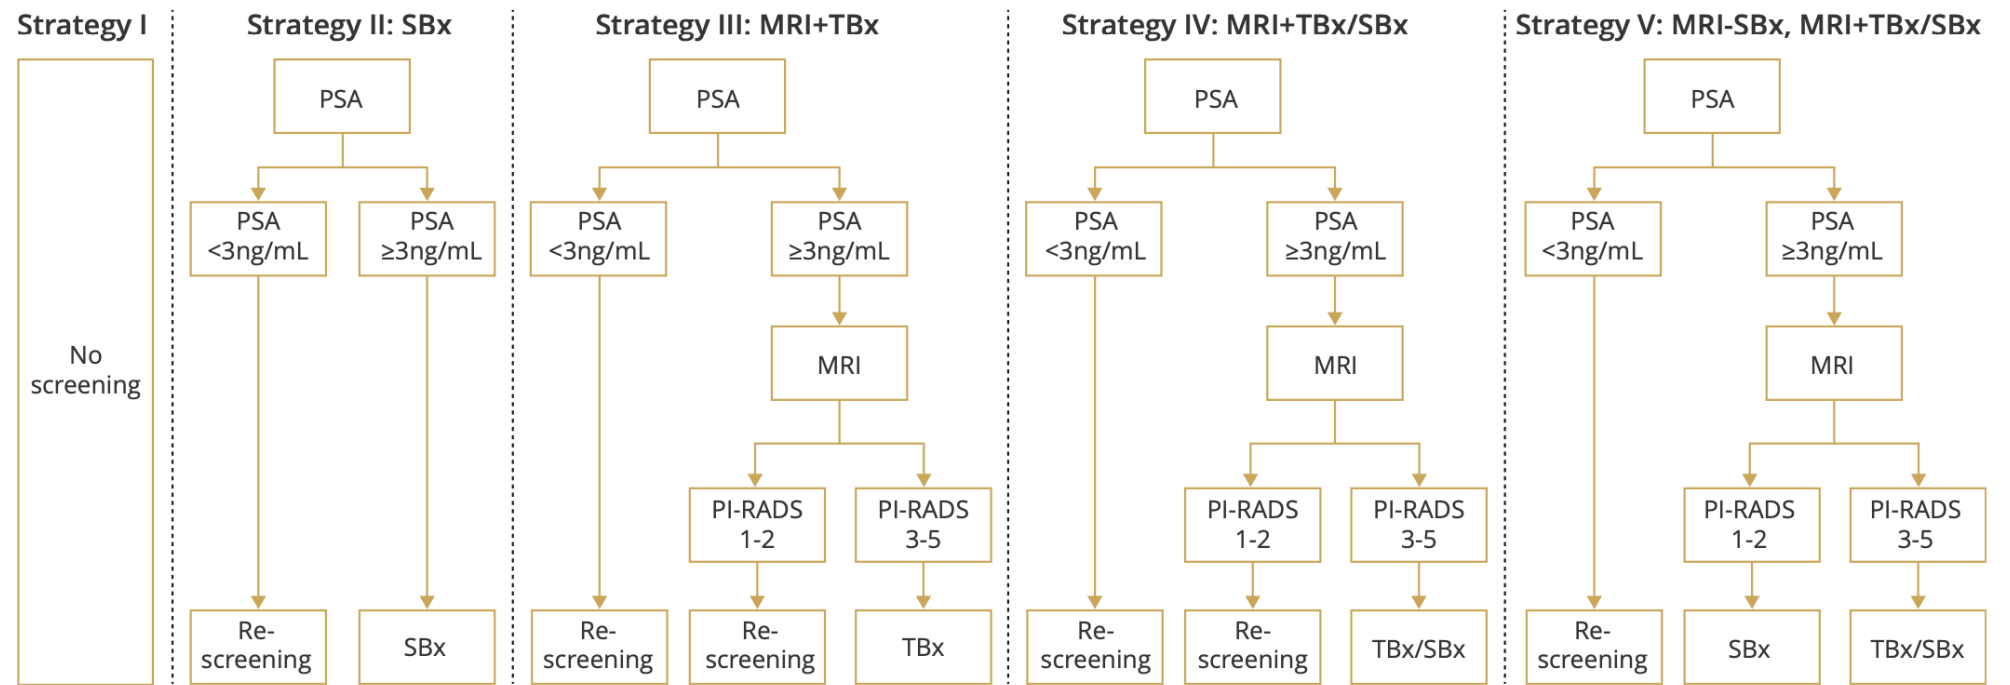 Strategy I
No
screening
Strategy II: SBx
PSA
PSA
<3ng/mL
PSA
≥3ng/mL
Re-
screening
SBx
Strategy III: MRI+TBx
PSA
PSA
<3ng/mL
PSA
≥3ng/mL
MRI
PI-RADS
1-2
PI-RADS
3-5
Re-
screening
Re-
screening
TBx
Strategy IV: MRI+TBx/SBx
PSA
PSA
<3ng/mL
PSA
≥3ng/mL
MRI
PI-RADS
1-2
PI-RADS
3-5
Re-
screening
Re-
screening
TBx/SBx
Strategy V: MRI-SBx, MRI+TBx/SBx
PSA
PSA
<3ng/mL
PSA
≥3ng/mL
MRI
PI-RADS
1-2
PI-RADS
3-5
Re-
screening
SBx
TBx/SBx